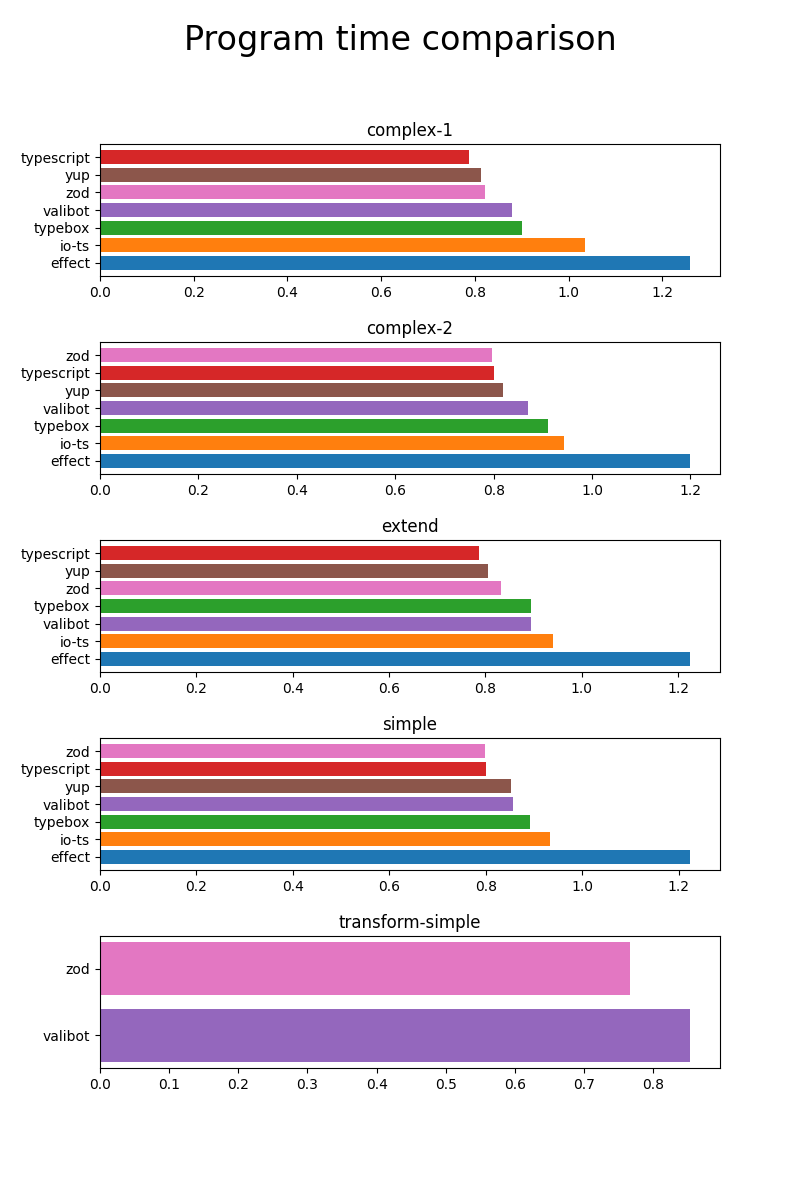 Program time comparison
complex-1
typescript
yup
zod
valibot
typebox
io-ts
effect
0.0 0.2 0.4 0.6 0.8 1.0 1.2
complex-2
zod
typescript
yup
valibot
typebox
io-ts
effect
0.0 0.2 0.4 0.6 0.8 1.0 1.2
extend
typescript
yup
zod
typebox
valibot
io-ts
effect
0.0 0.2 0.4 0.6 0.8 1.0 1.2
simple
zod
typescript
yup
valibot
typebox
io-ts
effect
0.0 0.2 0.4 0.6 0.8 1.0 1.2
transform-simple
zod
valibot
0.0 0.1 0.2 0.3 0.4 0.5 0.6 0.7 0.8